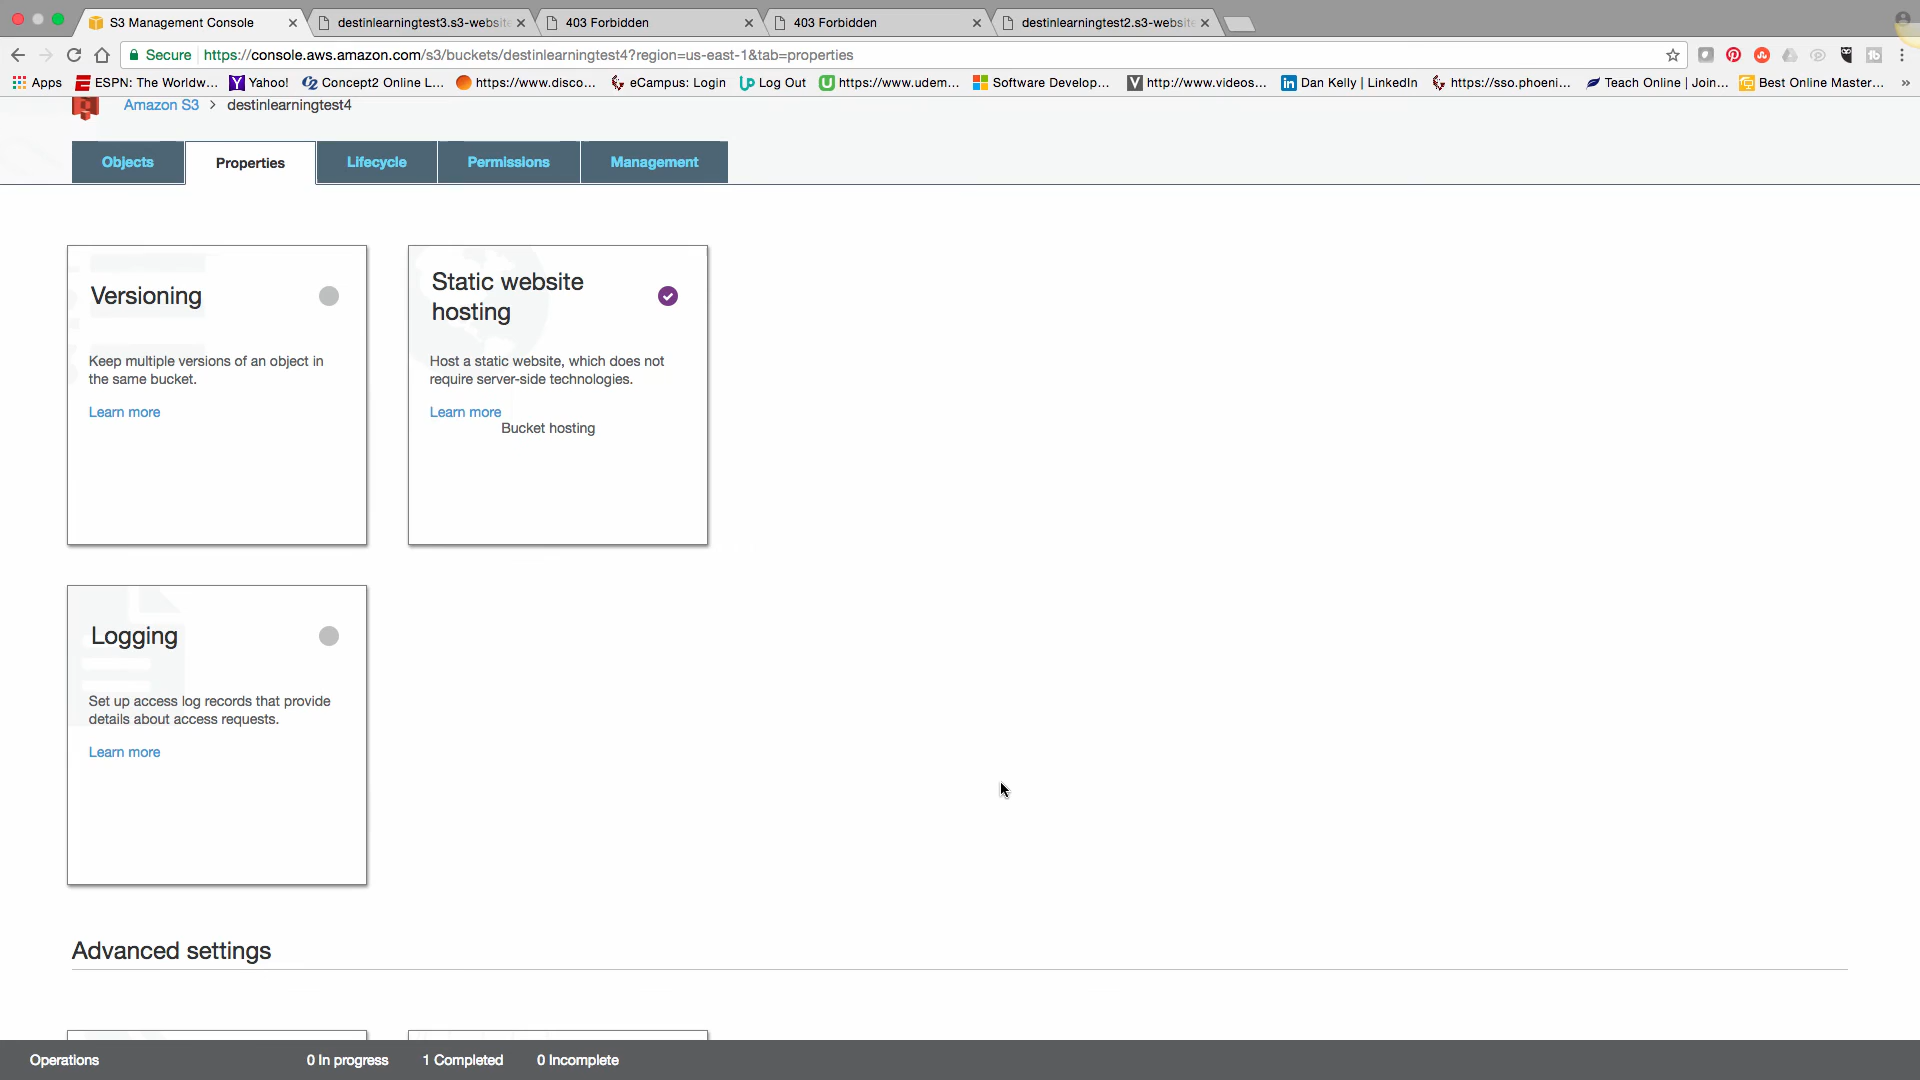 S3 Management Console
destinlearningtest3.s3-website
403 Forbidden
403 Forbidden
destinlearningtest2.s3-website
Secure https://console.aws.amazon.com/s3/buckets/destinlearningtest4?region=us-east-1&tab=properties
Apps ESPN: The Worldw... Yahoo! Concept2 Online L... https://www.disco... eCampus: Login Log Out https://www.udem... Software Develop... http://www.videos... Dan Kelly | LinkedIn https://sso.phoeni... Teach Online | Join... Best Online Master... »
Amazon S3 > destinlearningtest4
Objects Properties Lifecycle Permissions Management
Versioning
Keep multiple versions of an object in
the same bucket.
Learn more
Static website
hosting
Host a static website, which does not
require server-side technologies.
Learn more
Bucket hosting
Logging
Set up access log records that provide
details about access requests.
Learn more
Advanced settings
Operations 0 In progress 1 Completed 0 Incomplete